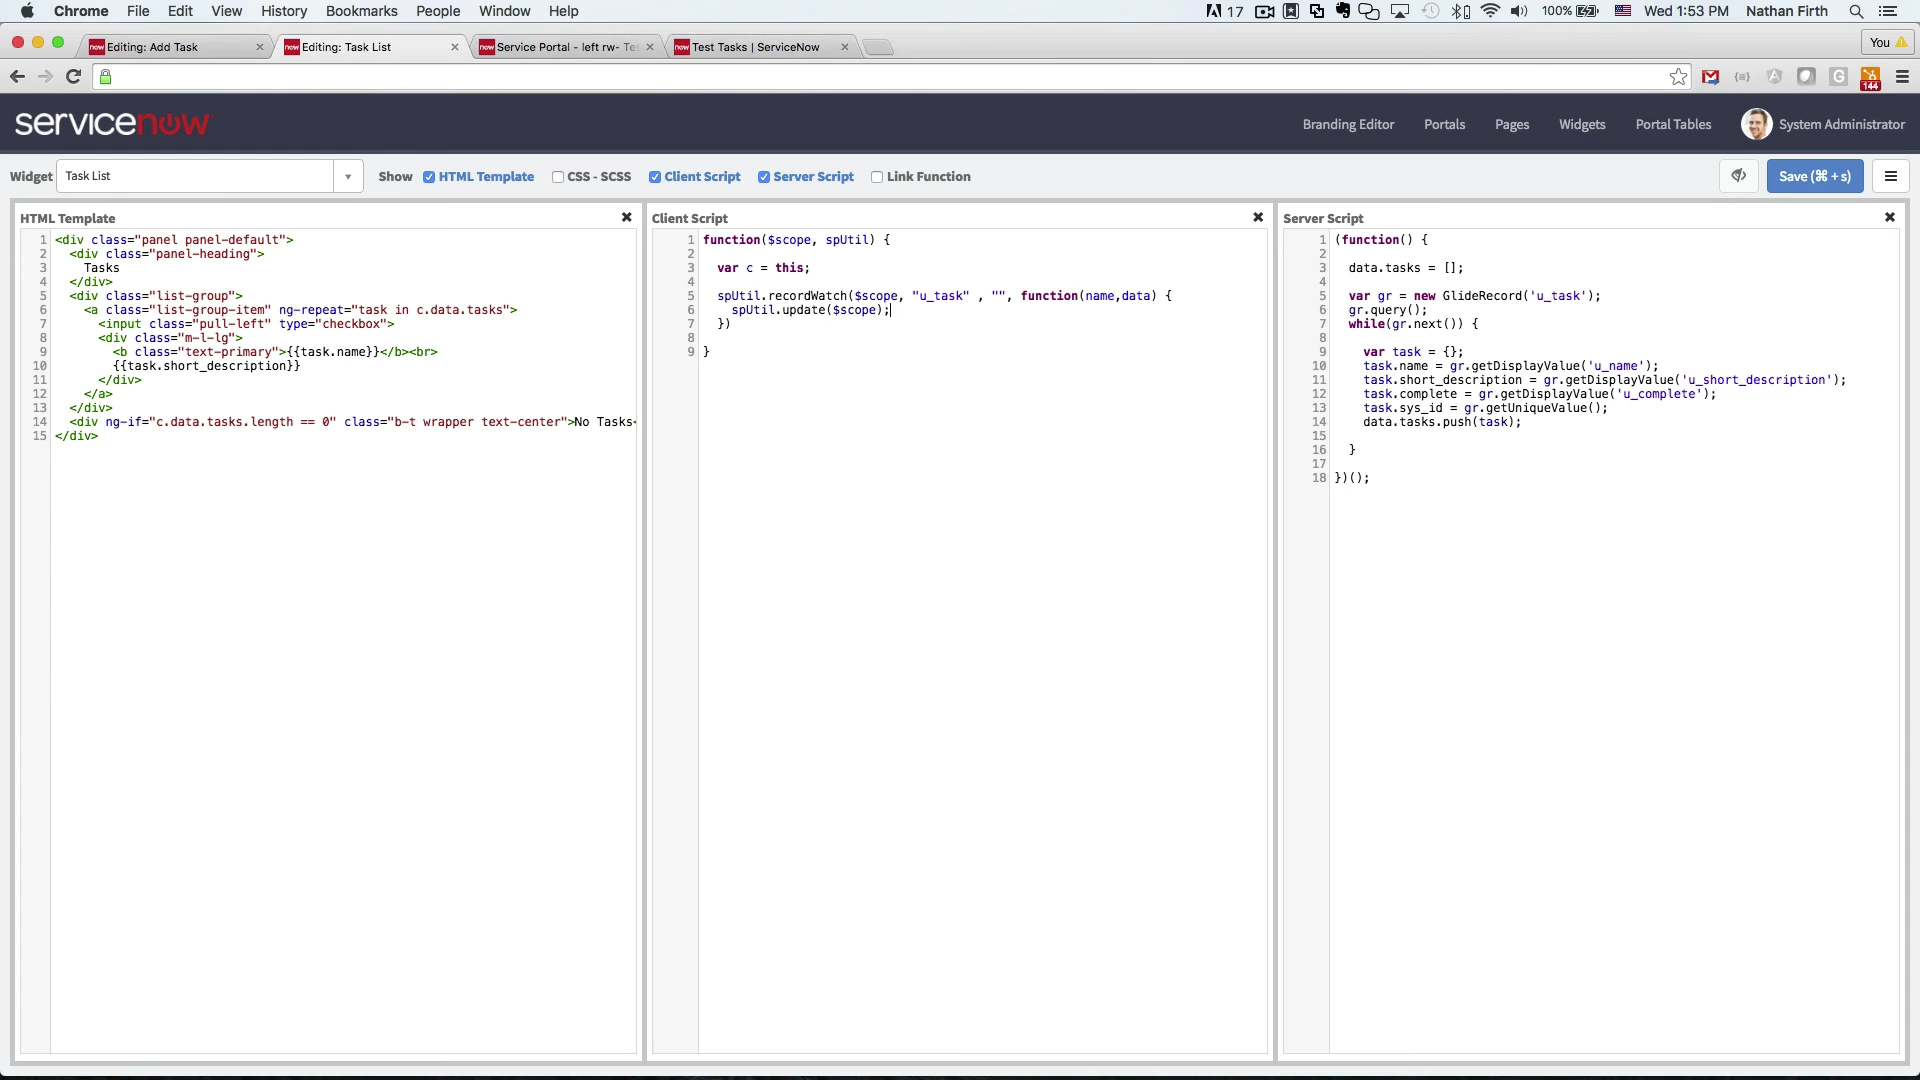 Chrome File Edit View History Bookmarks People Window Help 17 100% Wed 1:53 PM Nathan Firth
now Editing: Add Task now Editing: Task List now Service Portal - left rw- Te now Test Tasks | ServiceNow You
G 144
servicenow Branding Editor Portals Pages Widgets Portal Tables System Administrator
Widget Task List Show HTML Template CSS - SCSS Client Script Server Script Link Function Save (⌘ + s)
HTML Template
1 <div class="panel panel-default">
2 <div class="panel-heading">
3 Tasks
4 </div>
5 <div class="list-group">
6 <a class="list-group-item" ng-repeat="task in c.data.tasks">
7 <input class="pull-left" type="checkbox">
8 <div class="m-l-lg">
9 <b class="text-primary">{{task.name}}</b><br>
10 {{task.short_description}}
11 </div>
12 </a>
13 </div>
14 <div ng-if="c.data.tasks.length == 0" class="b-t wrapper text-center">No Tasks<
15 </div>
Client Script
1 function($scope, spUtil) {
2
3 var c = this;
4
5 spUtil.recordWatch($scope, "u_task" , "", function(name,data) {
6 spUtil.update($scope);
7 })
8
9 }
Server Script
1 (function() {
2
3 data.tasks = [];
4
5 var gr = new GlideRecord('u_task');
6 gr.query();
7 while(gr.next()) {
8
9 var task = {};
10 task.name = gr.getDisplayValue('u_name');
11 task.short_description = gr.getDisplayValue('u_short_description');
12 task.complete = gr.getDisplayValue('u_complete');
13 task.sys_id = gr.getUniqueValue();
14 data.tasks.push(task);
15
16 }
17
18 })();